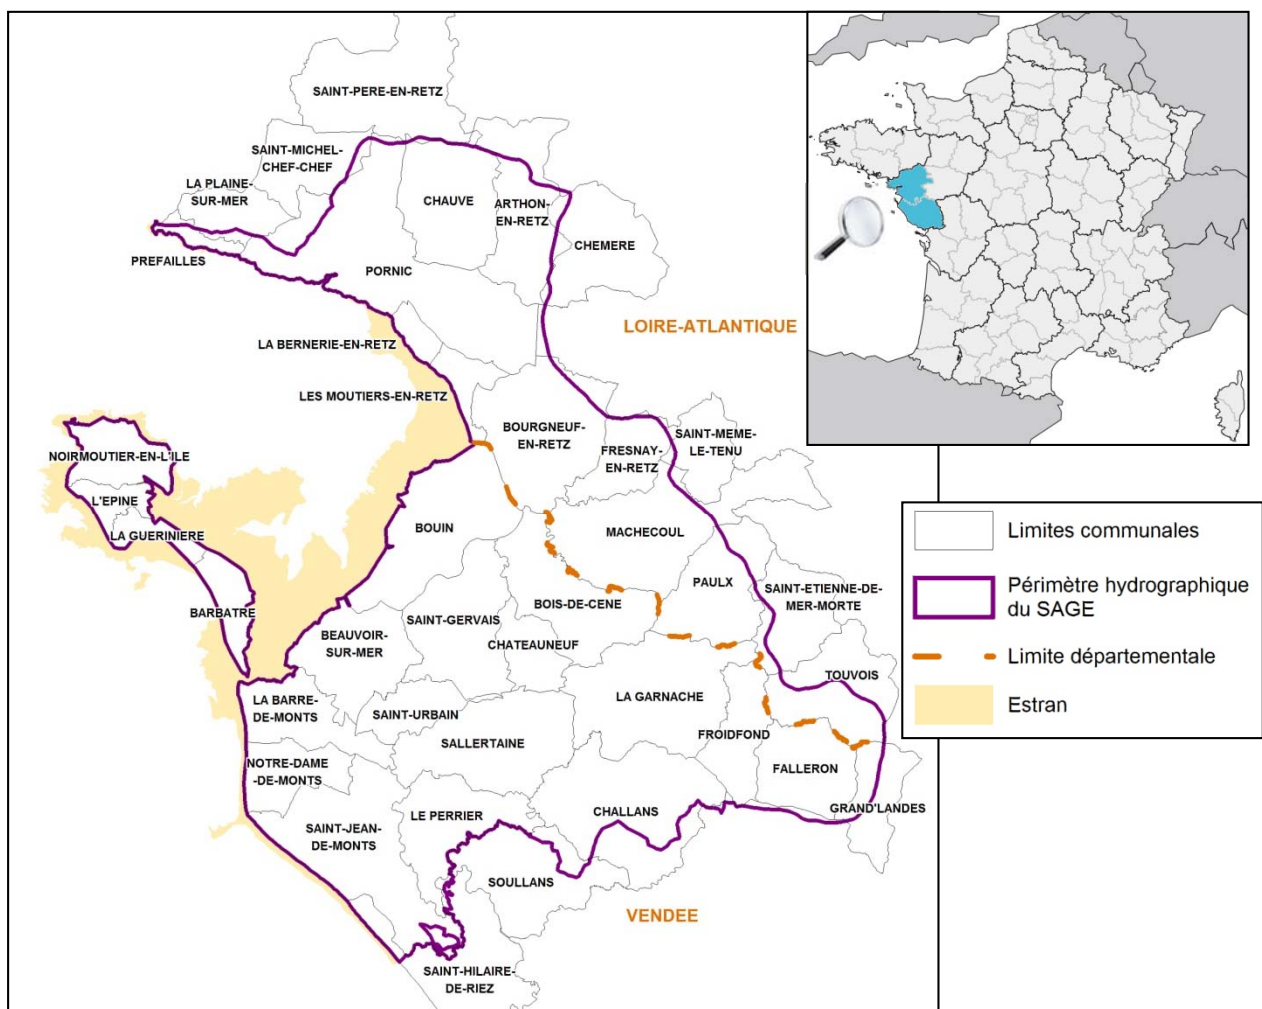 SAINT-PERE-EN-RETZ
SAINT-MICHEL-
CHEF-CHEF
LA PLAINE-
SUR-MER
CHAUVE
ARTHON-
EN-RETZ
CHEMERE
PREFAILLES
PORNIC
LOIRE-ATLANTIQUE
LA BERNERIE-EN-RETZ
LES MOUTIERS-EN-RETZ
BOURGNEUF-
EN-RETZ
FRESNAY-
EN-RETZ
SAINT-MEME-
LE-TENU
NOIRMOUTIER-EN-L'ILE
L'EPINE
LA GUERINIERE
BOUIN
MACHECOUL
PAULX
SAINT-ETIENNE-DE-
MER-MORTE
BARBATRE
BEAUVOIR-
SUR-MER
SAINT-GERVAIS
BOIS-DE-CENE
CHATEAUNEUF
TOUVOIS
LA BARRE-
DE-MONTS
SAINT-URBAIN
LA GARNACHE
SALLERTAINE
FROIDFOND
NOTRE-DAME
-DE-MONTS
FALLERON
GRAND'LANDES
LE PERRIER
CHALLANS
SAINT-JEAN-
DE-MONTS
SOULLANS
VENDEE
SAINT-HILAIRE-
DE-RIEZ
Limites communales
Périmètre hydrographique
du SAGE
Limite départementale
Estran